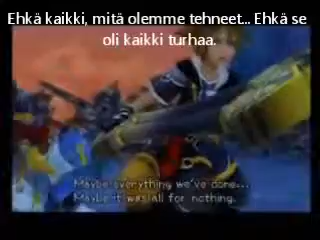 Ehkä kaikki, mitä olemme tehneet... Ehkä se
oli kaikki turhaa.
Maybe everything we've done...
Maybe it was all for nothing.